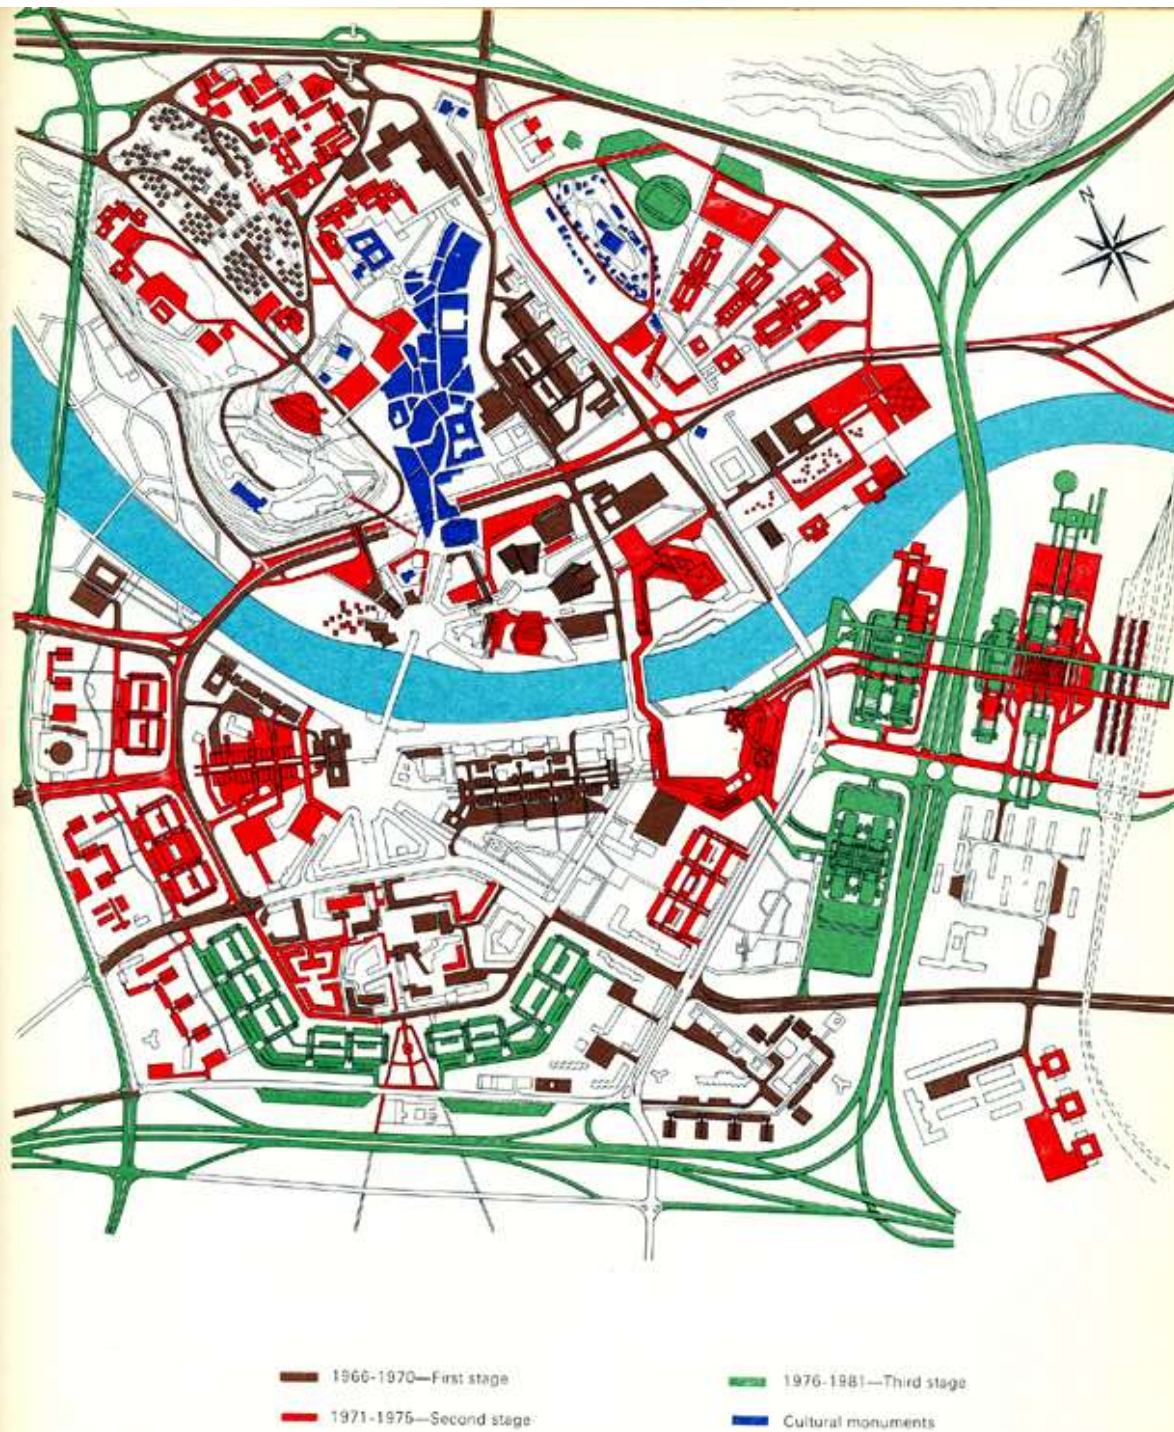 N
1966-1970—First stage
1971-1975—Second stage
1976-1981—Third stage
Cultural monuments